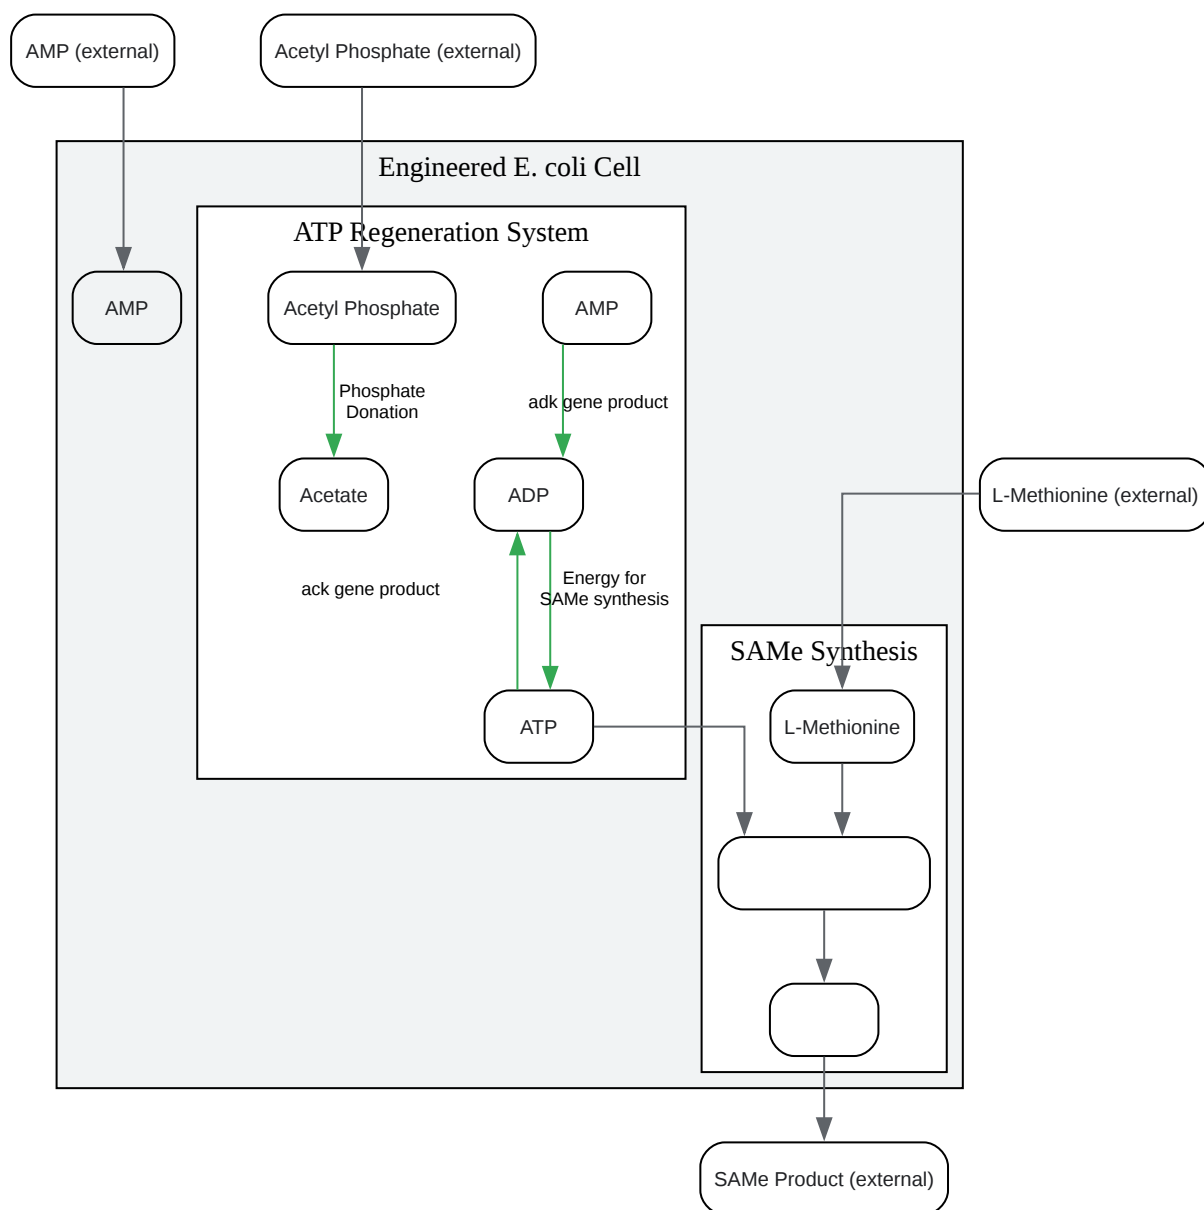 AMP (external)
Acetyl Phosphate (external)
Engineered E. coli Cell
ATP Regeneration System
AMP
Acetyl Phosphate
AMP
Phosphate
Donation
adk gene product
Acetate
ADP
L-Methionine (external)
ack gene product
Energy for
SAMe synthesis
SAMe Synthesis
ATP
L-Methionine
SAMe Product (external)